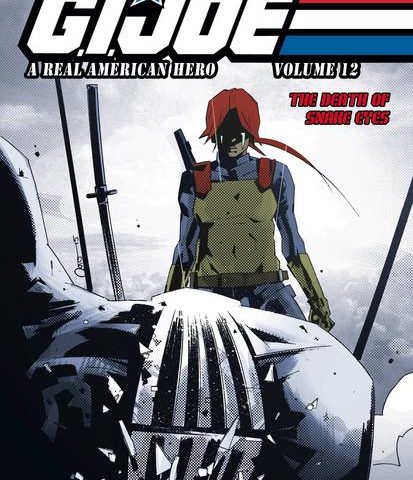 G.I. JOE
A REAL AMERICAN HERO VOLUME 12
THE DEATH OF
SNAKE EYES